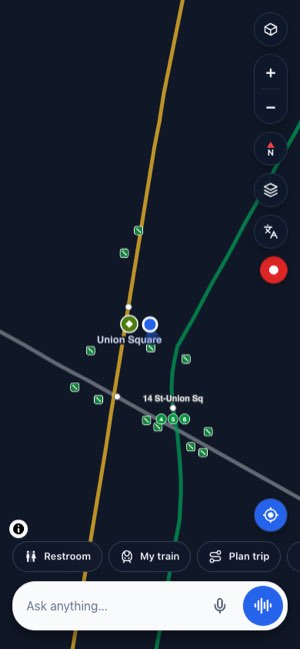 N
Union Square
14 St-Union Sq
4 5 6
Restroom
My train
Plan trip
Ask anything...